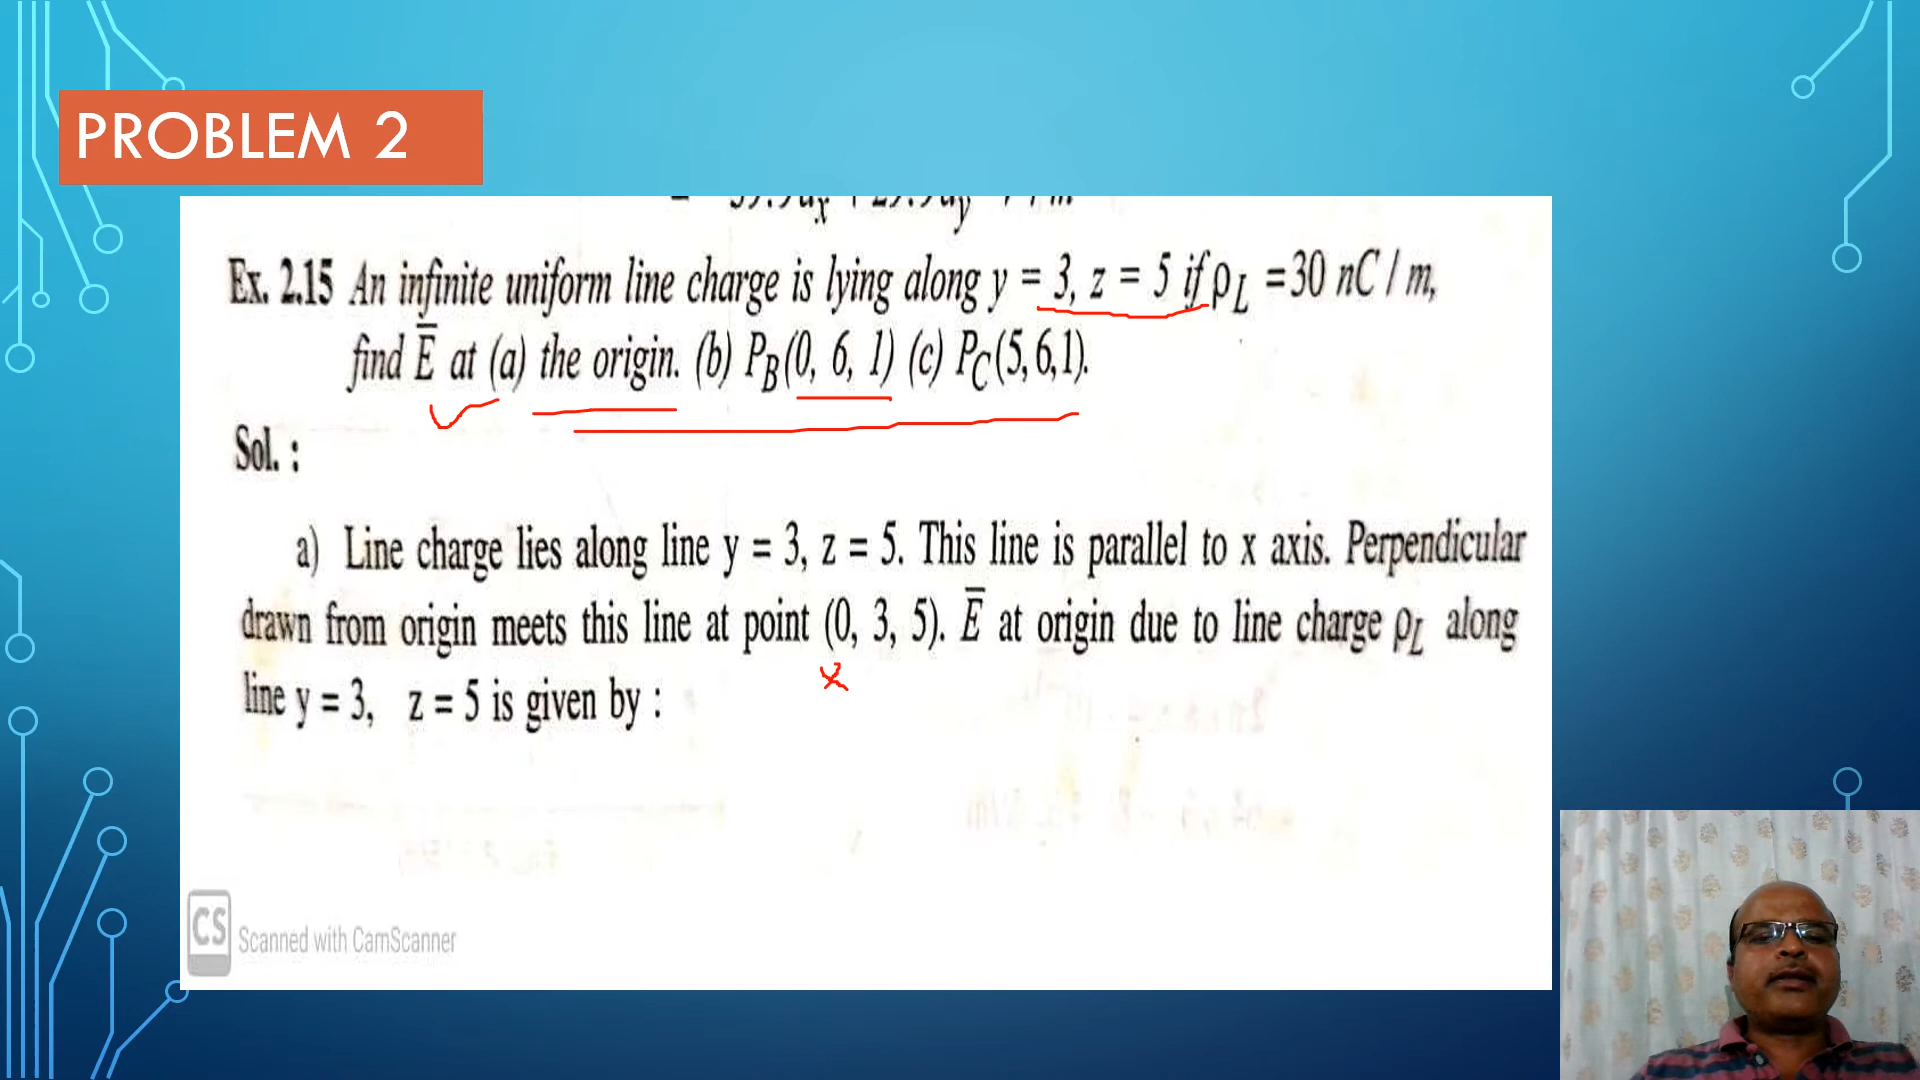 PROBLEM 2
Ex. 2.15 An infinite uniform line charge is lying along y = 3, z = 5 if ρL = 30 nC / m,
find E̅ at (a) the origin. (b) PB(0, 6, 1) (c) PC(5,6,1).
Sol. :
a) Line charge lies along line y = 3, z = 5. This line is parallel to x axis. Perpendicular
drawn from origin meets this line at point (0, 3, 5). E̅ at origin due to line charge ρL along
line y = 3, z = 5 is given by :
CS Scanned with CamScanner